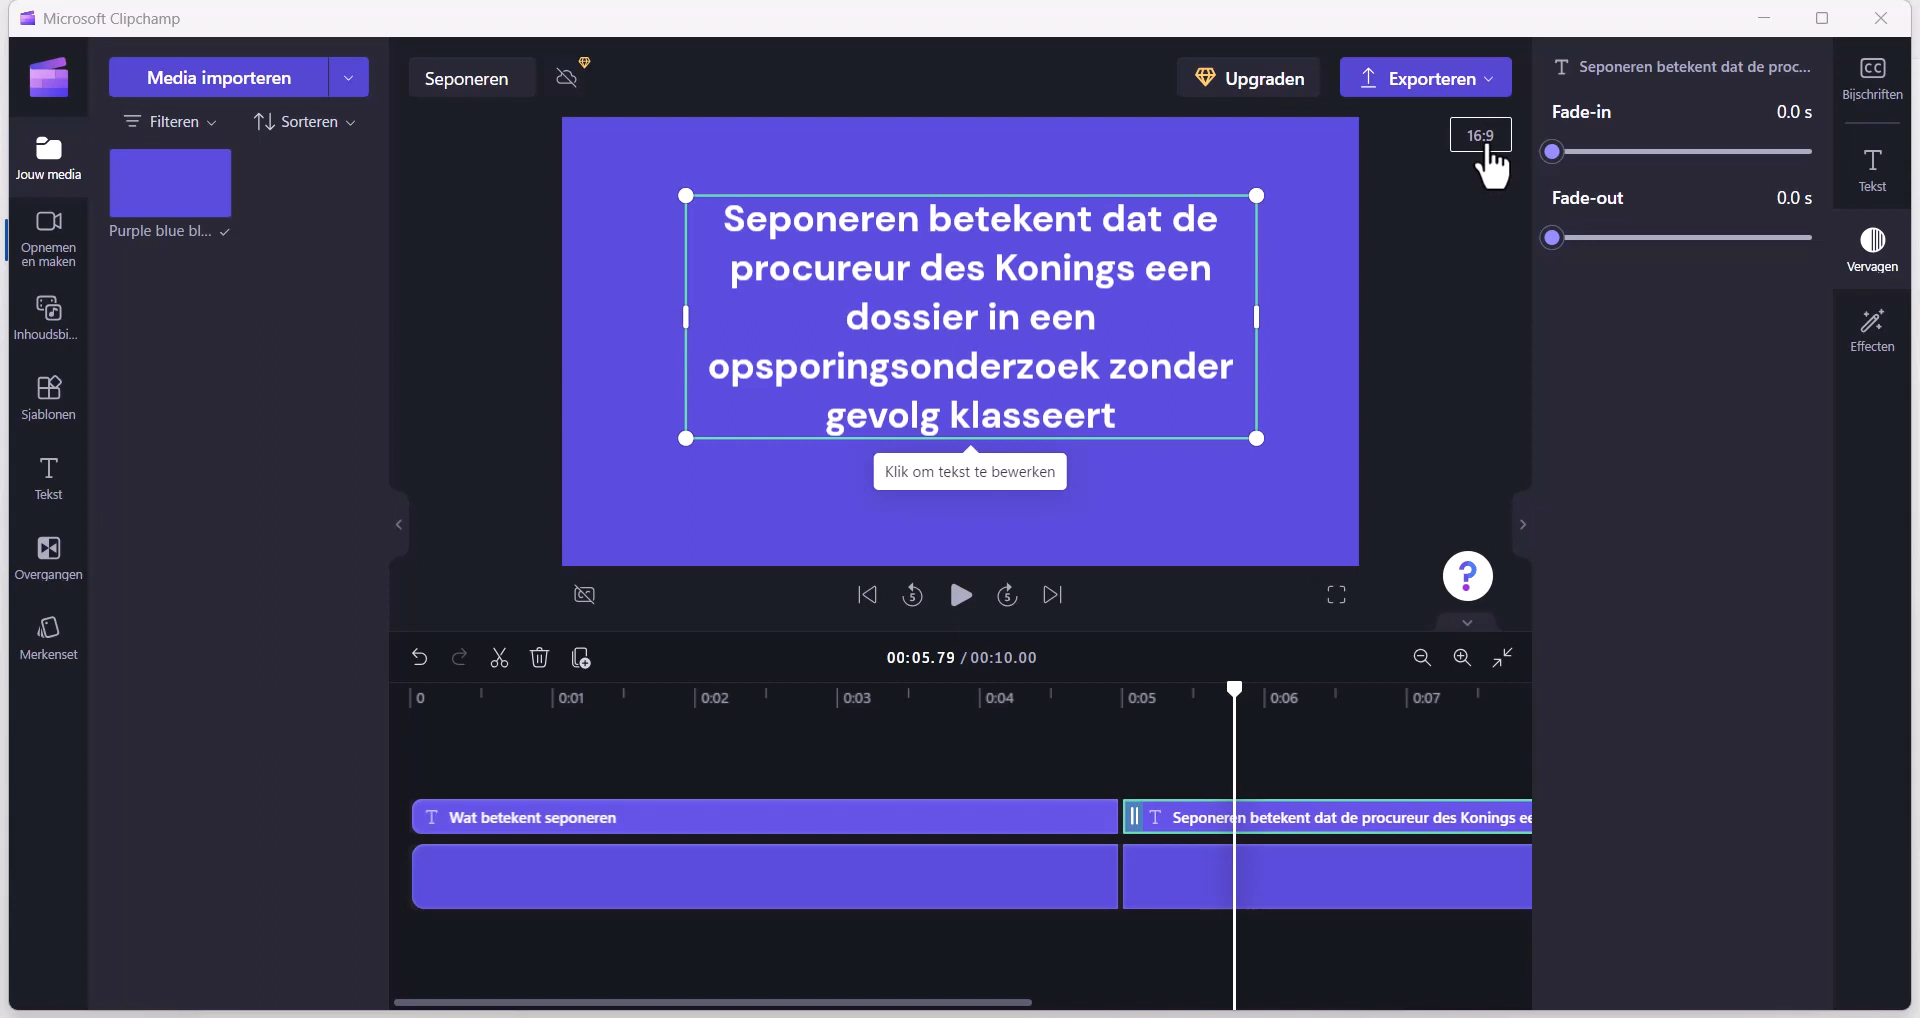 Microsoft Clipchamp
Media importeren
Filteren
Sorteren
Purple blue bl...
Jouw media
Opnemen
en maken
Inhoudsbi...
Sjablonen
Tekst
Overgangen
Merkenset
Seponeren
Upgraden
Exporteren
16:9
Seponeren betekent dat de
procureur des Konings een
dossier in een
opsporingsonderzoek zonder
gevolg klasseert
Klik om tekst te bewerken
5
5
?
00:05.79 / 00:10.00
0
0:01
0:02
0:03
0:04
0:05
0:06
0:07
T Wat betekent seponeren
T Seponeren betekent dat de procureur des Konings ee
T Seponeren betekent dat de proc...
Fade-in 0.0 s
Fade-out 0.0 s
CC
Bijschriften
Tekst
Vervagen
Effecten